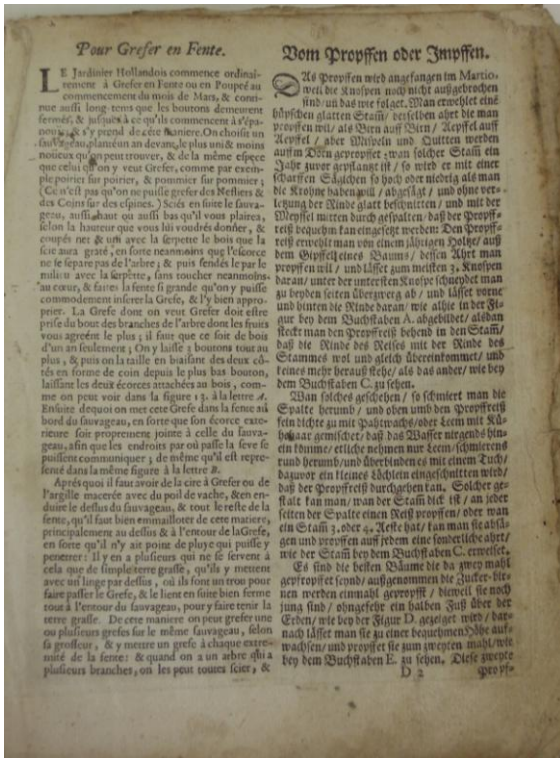 Pour Grefer en Fente.
LE Jardinier Hollandois commence ordinai-
rement à Grefer en Fente ou en Poupée au
commencement du mois de Mars, & conti-
nue aussi long-tems que les boutons demeurent
fermés, & jusques à ce qu'ils commencent à s'épa-
nouir, & s'y prend de cète maniere. On choisit un
sauvageau, planté un an devant, le plus uni & moins
noüeux qu'on peut trouver, & de la même espece
que celui qu'on y veut Grefer, comme par exem-
ple poirier sur poirier, & pommier sur pommier;
(Ce n'est pas qu'on ne puisse grefer des Nefliers &
des Coins sur des espines.) Sciés en suite le sauva-
geau, aussi haut ou aussi bas qu'il vous plaira,
selon la hauteur que vous lui voudrés donner, &
coupés net & uni avec la serpette le bois que la
scie aura graté, en sorte neanmoins que l'escorce
ne se separe pas de l'arbre; & puis fendés le par le
milieu avec la serpette, sans toucher neanmoins
au cœur, & faites la fente si grande qu'on y puisse
commodement inserer la Grefe, & l'y bien appro-
prier. La Grefe dont on veut Grefer doit estre
prise du bout des branches de l'arbre dont les fruits
vous agréent le plus; il faut que ce soit de bois
d'un an seulement; On y laisse 2 boutons tout au
plus, & puis on la taille en biaisant des deux cô-
tés en forme de coin depuis le plus bas bouton,
laissant les deux écorces attachées au bois, com-
me on peut voir dans la figure 13. à la lettre A.
Ensuite dequoi on met cete Grefe dans la fente au
bord du sauvageau, en sorte que son écorce exte-
rieure soit proprement jointe à celle du sauva-
geau, afin que les endroits par où passe la seve se
puissent communiquer; de même qu'il est repre-
senté dans la même figure à la lettre B.
Aprés quoi il faut avoir de la cire à Grefer ou de
l'argille macerée avec du poil de vache, & en en-
duire le dessus du sauvageau, & tout le reste de la
fente, qu'il faut bien emmailloter de cete matiere,
principalement au dessus & à l'entour de la Grefe,
en sorte qu'il n'y ait point de pluye qui puisse y
penetrer: Il y en a plusieurs qui ne se servent à
cela que de simple terre grasse, qu'ils y mettent
avec un linge par dessus, où ils font un trou pour
faire passer le Grefe, & le lient en suite bien ferme
tout à l'entour du sauvageau, pour y faire tenir la
terre grasse. De cete maniere on peut grefer une
ou plusieurs grefes sur le même sauvageau, selon
sa grosseur, & y mettre un grefe à chaque extre-
mité de la fente: & quand on a un arbre qui a
plusieurs branches, on les peut toutes scier, &
Vom Propffen oder Impffen.
DAs Propffen wird angefangen im Martio,
weil die Knospen noch nicht außgebrochen
sind/ uñ das wie folget. Man erwehlet eine
hüpschen glatten Stam̃/ derselben ahrt die man
propffen wil/ als Birn auff Birn/ Aepffel auff
Aepffel/ aber Mispeln und Quitten werden
auffm Dörn gepropffet: wan solcher Stam̃ ein
Jahr zuvor gepflantzt ist/ so wird er mit einer
scharffen Sägichen so hoch oder niedrig als man
die Krohne haben wil/ abgesägt/ und ohne ver-
letzung der Rinde glatt beschnitten/ und mit der
Meyssel mitten durch gespalten/ daß der Propff-
reiß bequehm kan eingesetzt werden: Den Propff-
reiß erwehlt man von einem jährigen Holtze/ auß
dem Gipffel eines Baums/ dessen Ahrt man
propffen wil/ und lässet zum meisten 3. Knospen
daran/ unter der untersten Knospe schneydet man
zu beyden seiten überzwerg ab/ und lässet vorne
und hinten die Rinde daran/ wie alhie in der Fi-
gur bey dem Buchstaben A. abgebildet/ alsdan
steckt man den Propffreiß behend in den Stam̃/
daß die Rinde des Reises mit der Rinde des
Stammes wol und gleich übereinkommet/ und
keines mehr herauß stehe/ als das ander/ wie bey
dem Buchstaben C. zu sehen.
Wan solches geschehen/ so schmiert man die
Spalte herumb/ und oben umb den Propffreiß
sein dichte zu mit Pahtwachs/ oder Leem mit Kü-
hehaar gemischet/ daß das Wasser nirgends hin-
ein komme/ etliche nehmen nur Leem/ schmierens
rund herumb/ und überbinden es mit einem Tuch/
dazuvor ein kleines Löchlein eingeschnitten wird/
daß der Propffreiß durchgehen kan. Solcher ge-
stalt kan man/ wan der Stam̃ dick ist/ an jeder
seiten der Spalte einen Reiß propffen/ oder wan
ein Stam̃ 3. oder 4. Aeste hat/ kan man sie absä-
gen und propffen auff jedem eine sonderliche ahrt/
wie der Stam̃ bey dem Buchstaben C. erweiset.
Es sind die besten Bäume die da zwey mahl
gepfropffet seynd/ außgenommen die Zucker-bir-
nen werden einmahl gepropfft/ dieweil sie noch
jung sind/ ohngefehr ein halben Fuß über der
Erden/ wie bey der Figur D. gezeiget wird/ dar-
nach lässet man sie zu einer bequehmen Höhe auf-
wachsen/ und propffet sie zum zweyten mahl/ wie
bey dem Buchstaben E. zu sehen. Diese zweyte
D 2
Propf-